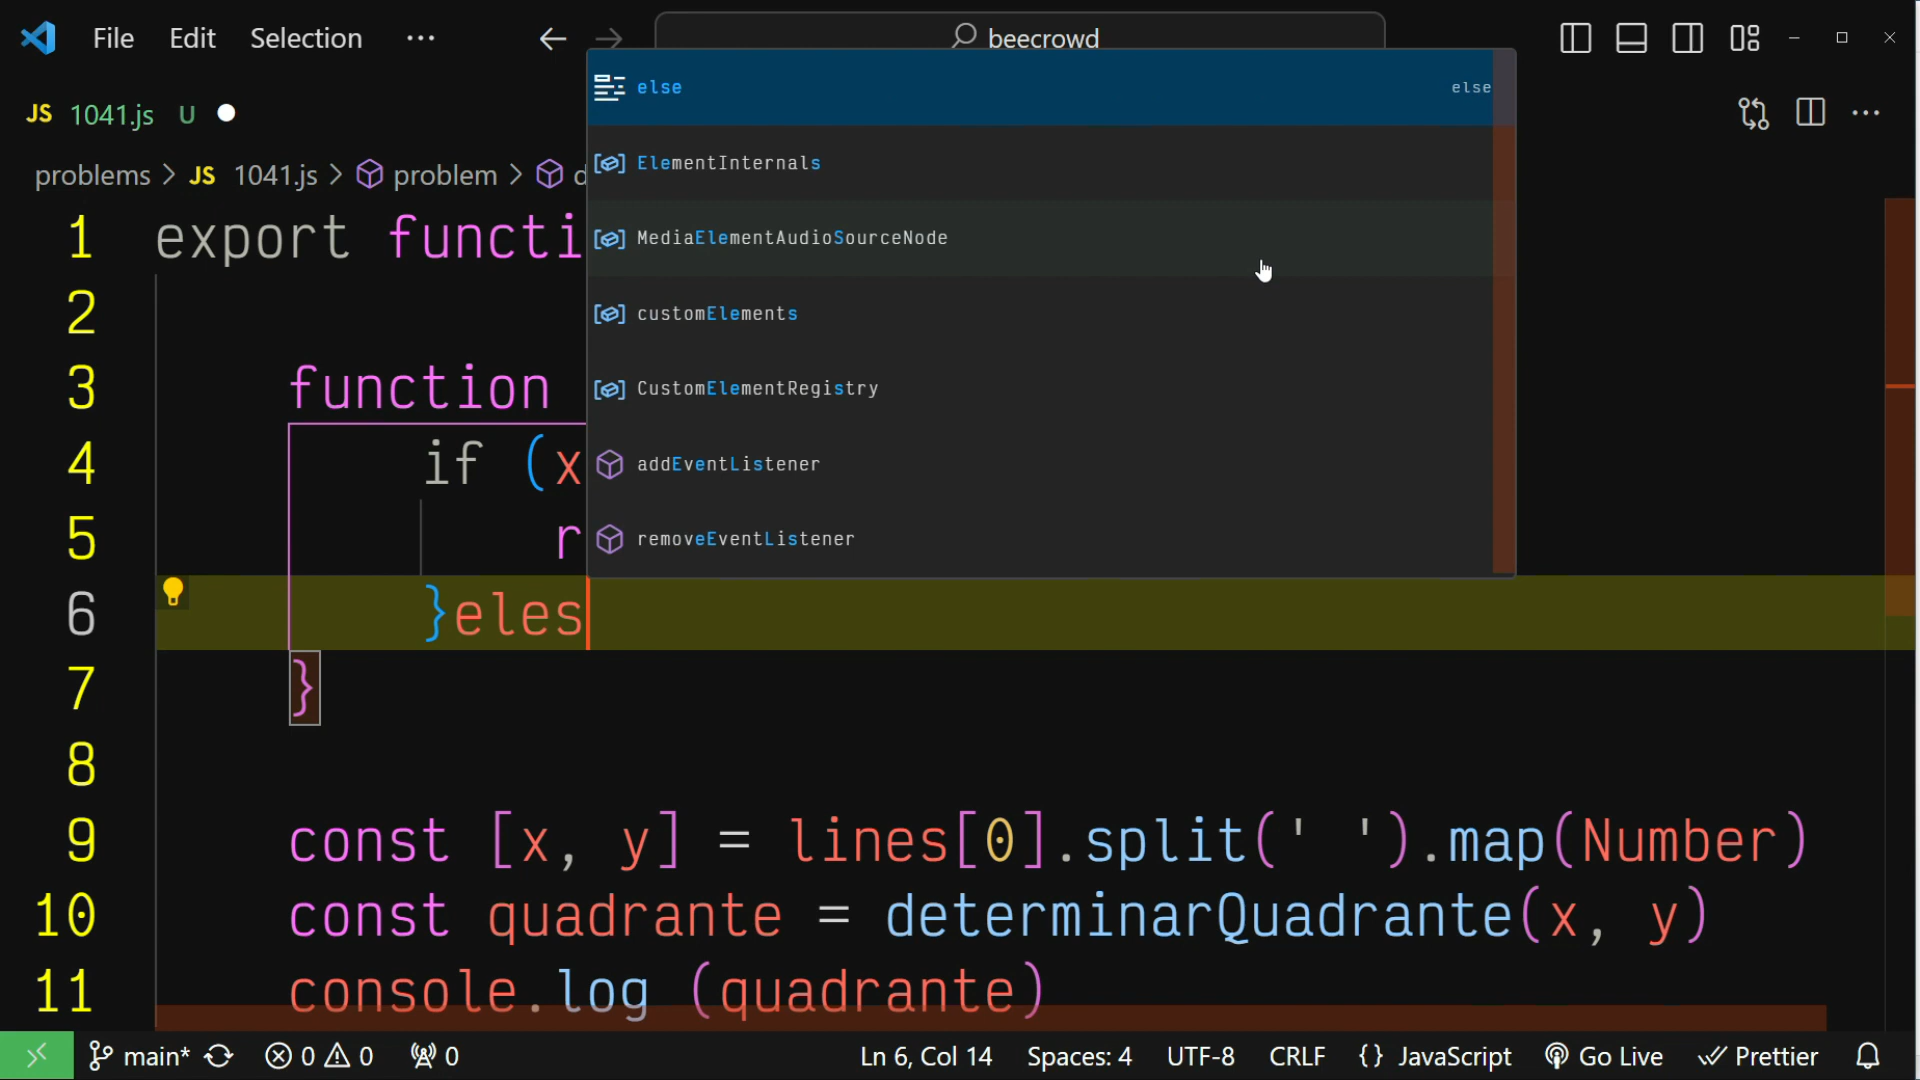 File Edit Selection ··· beecrowd
JS 1041.js U
problems > JS 1041.js > problem > d
else else
ElementInternals
MediaElementAudioSourceNode
customElements
CustomElementRegistry
addEventListener
removeEventListener
1 export functi
2
3 function
4 if (x
5 r
6 }eles
7 }
8
9 const [x, y] = lines[0].split(' ').map(Number)
10 const quadrante = determinarQuadrante(x, y)
11 console.log (quadrante)
main* 0 0 0 Ln 6, Col 14 Spaces: 4 UTF-8 CRLF {} JavaScript Go Live Prettier